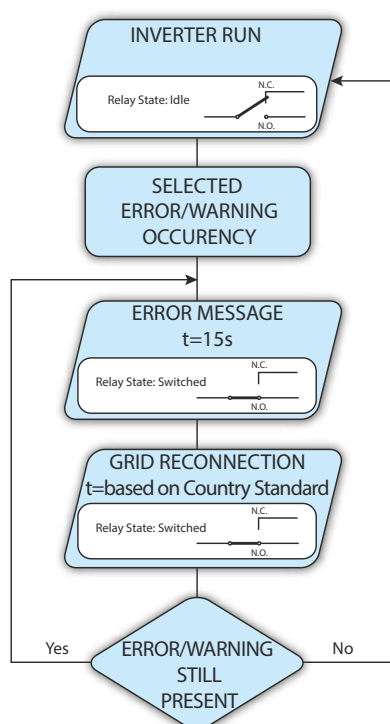 INVERTER RUN
N.C.
Relay State: Idle
N.O.
SELECTED
ERROR/WARNING
OCCURENCY
ERROR MESSAGE
t=15s
N.C.
Relay State: Switched
N.O.
GRID RECONNECTION
t=based on Country Standard
N.C.
Relay State: Switched
N.O.
Yes
No
ERROR/WARNING
STILL
PRESENT